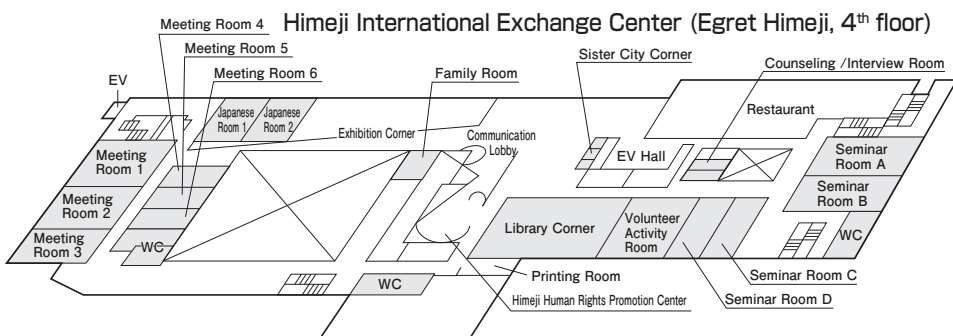 Himeji International Exchange Center (Egret Himeji, 4th floor)
Meeting Room 4
Meeting Room 5
Meeting Room 6
EV
Family Room
Sister City Corner
Counseling /Interview Room
Japanese
Room 1
Japanese
Room 2
Exhibition Corner
Communication
Lobby
Restaurant
EV Hall
Meeting
Room 1
Meeting
Room 2
Meeting
Room 3
WC
Seminar
Room A
Seminar
Room B
WC
Library Corner
Volunteer
Activity
Room
WC
Printing Room
Himeji Human Rights Promotion Center
Seminar Room C
Seminar Room D